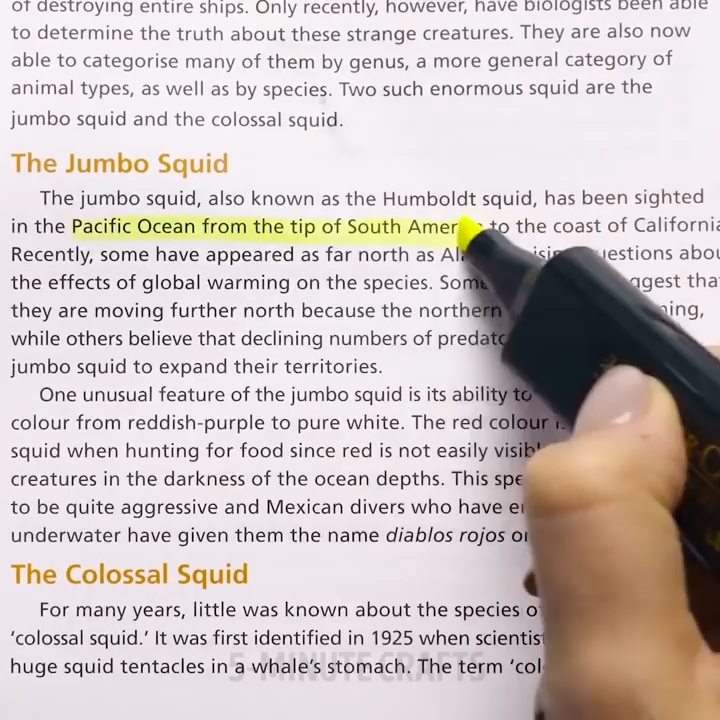 of destroying entire ships. Only recently, however, have biologists been able
to determine the truth about these strange creatures. They are also now
able to categorise many of them by genus, a more general category of
animal types, as well as by species. Two such enormous squid are the
jumbo squid and the colossal squid.
The Jumbo Squid
The jumbo squid, also known as the Humboldt squid, has been sighted
in the Pacific Ocean from the tip of South Amer to the coast of California
Recently, some have appeared as far north as Al uestions abou
the effects of global warming on the species. Some ggest tha
they are moving further north because the northern ning,
while others believe that declining numbers of predato
jumbo squid to expand their territories.
One unusual feature of the jumbo squid is its ability to
colour from reddish-purple to pure white. The red colour
squid when hunting for food since red is not easily visib
creatures in the darkness of the ocean depths. This spe
to be quite aggressive and Mexican divers who have e
underwater have given them the name diablos rojos or
The Colossal Squid
For many years, little was known about the species o
'colossal squid.' It was first identified in 1925 when scientist
huge squid tentacles in a whale's stomach. The term 'col
5-MINUTE CRAFTS